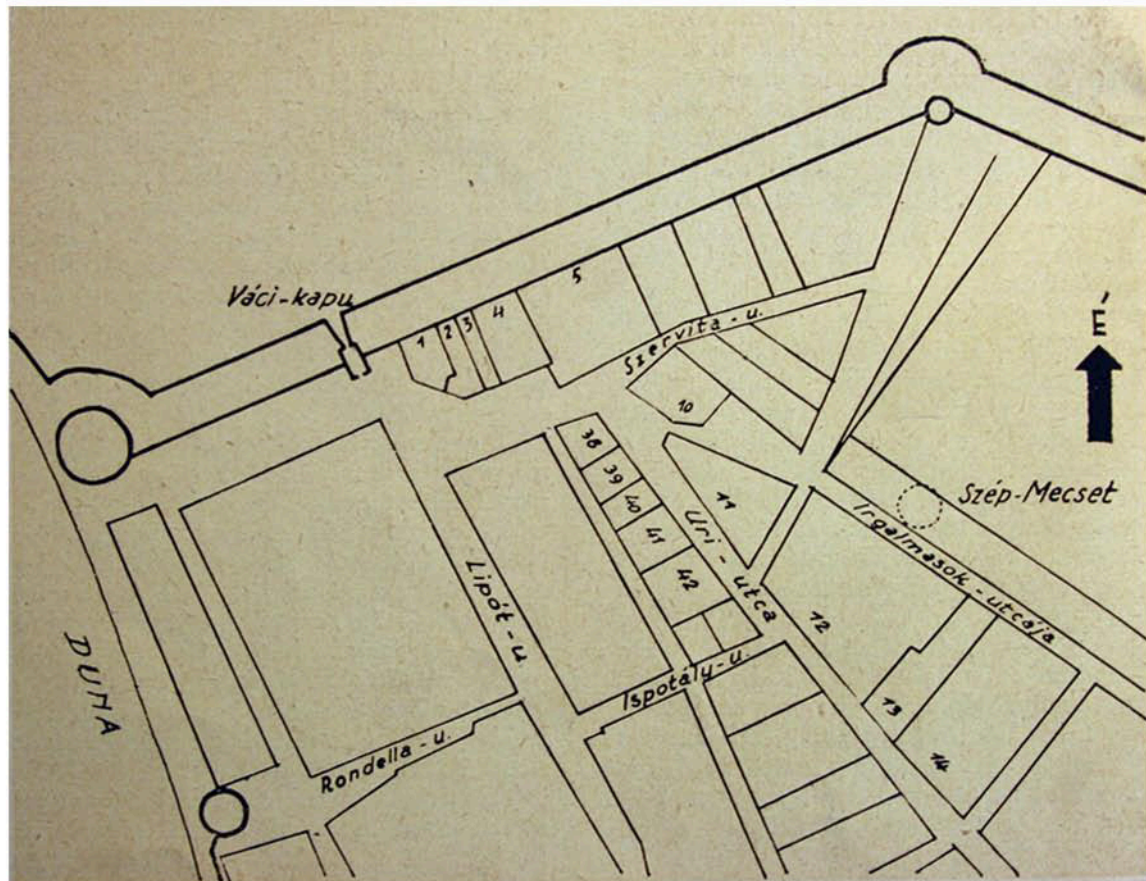 Váci-kapu
1
2
3
4
5
Szervita-u.
É
10
38
39
40
41
42
11
Uri-utca
Szép-Mecset
Irgalmasok-utcája
Lipót-u
12
DUNA
Ispotály-u.
13
14
Rondella-u.